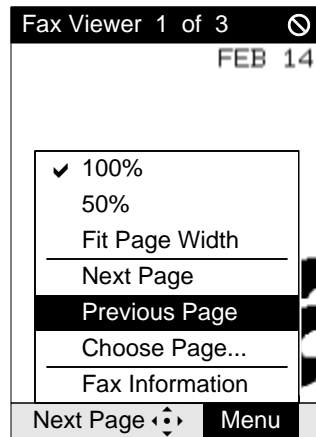 Fax Viewer 1 of 3
FEB 14
100%
50%
Fit Page Width
Next Page
Previous Page
Choose Page...
Fax Information
Next Page Menu